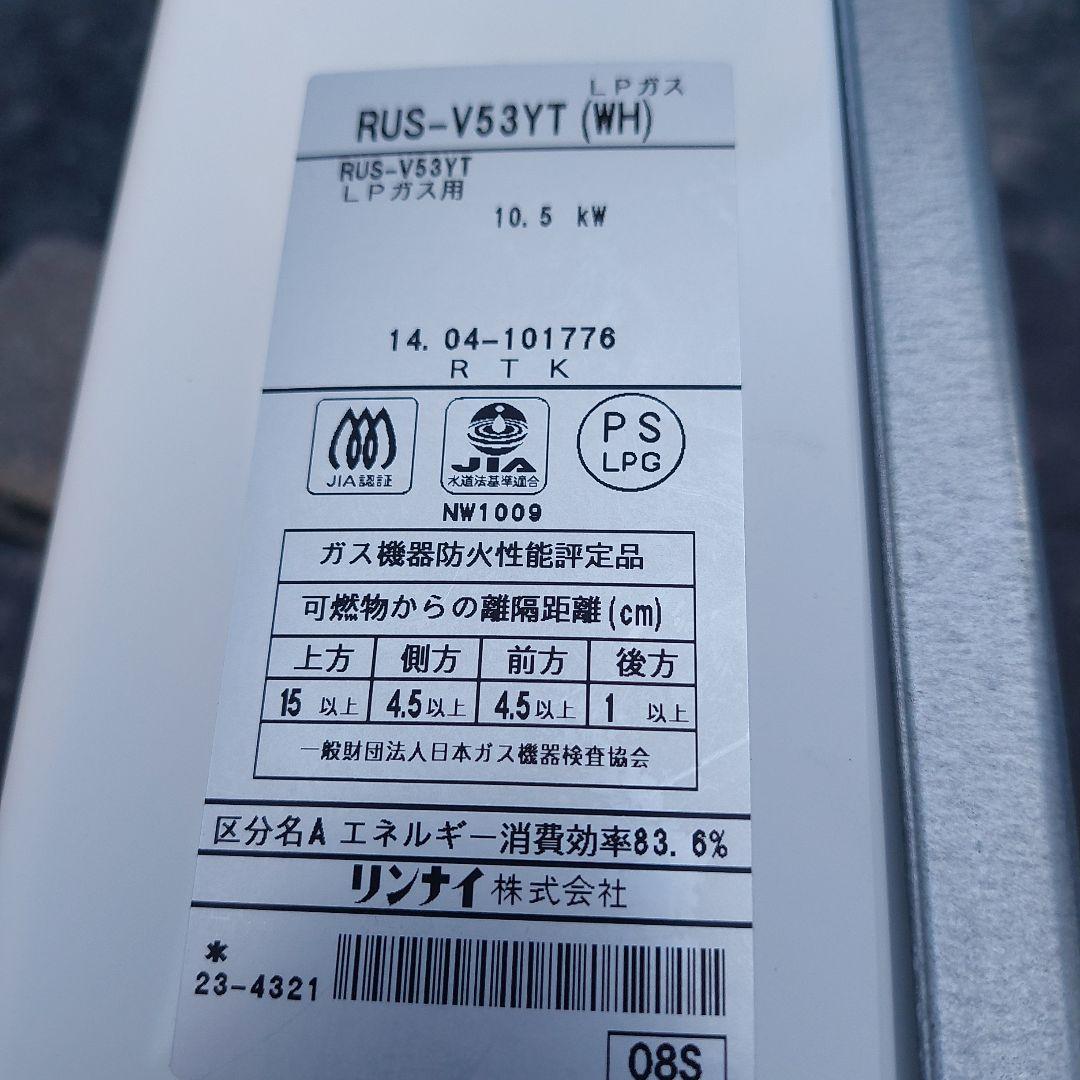 LPガス
RUS-V53YT(WH)
RUS-V53YT
LPガス用
10.5 kW
14.04-101776
RTK
JIA認証
JIA
水道法基準適合
PS
LPG
NW1009
ガス機器防火性能評定品
可燃物からの離隔距離(cm)
上方 側方 前方 後方
15 以上 4.5以上 4.5以上 1 以上
一般財団法人日本ガス機器検査協会
区分名A エネルギー消費効率83.6%
リンナイ株式会社
*
23-4321
08S